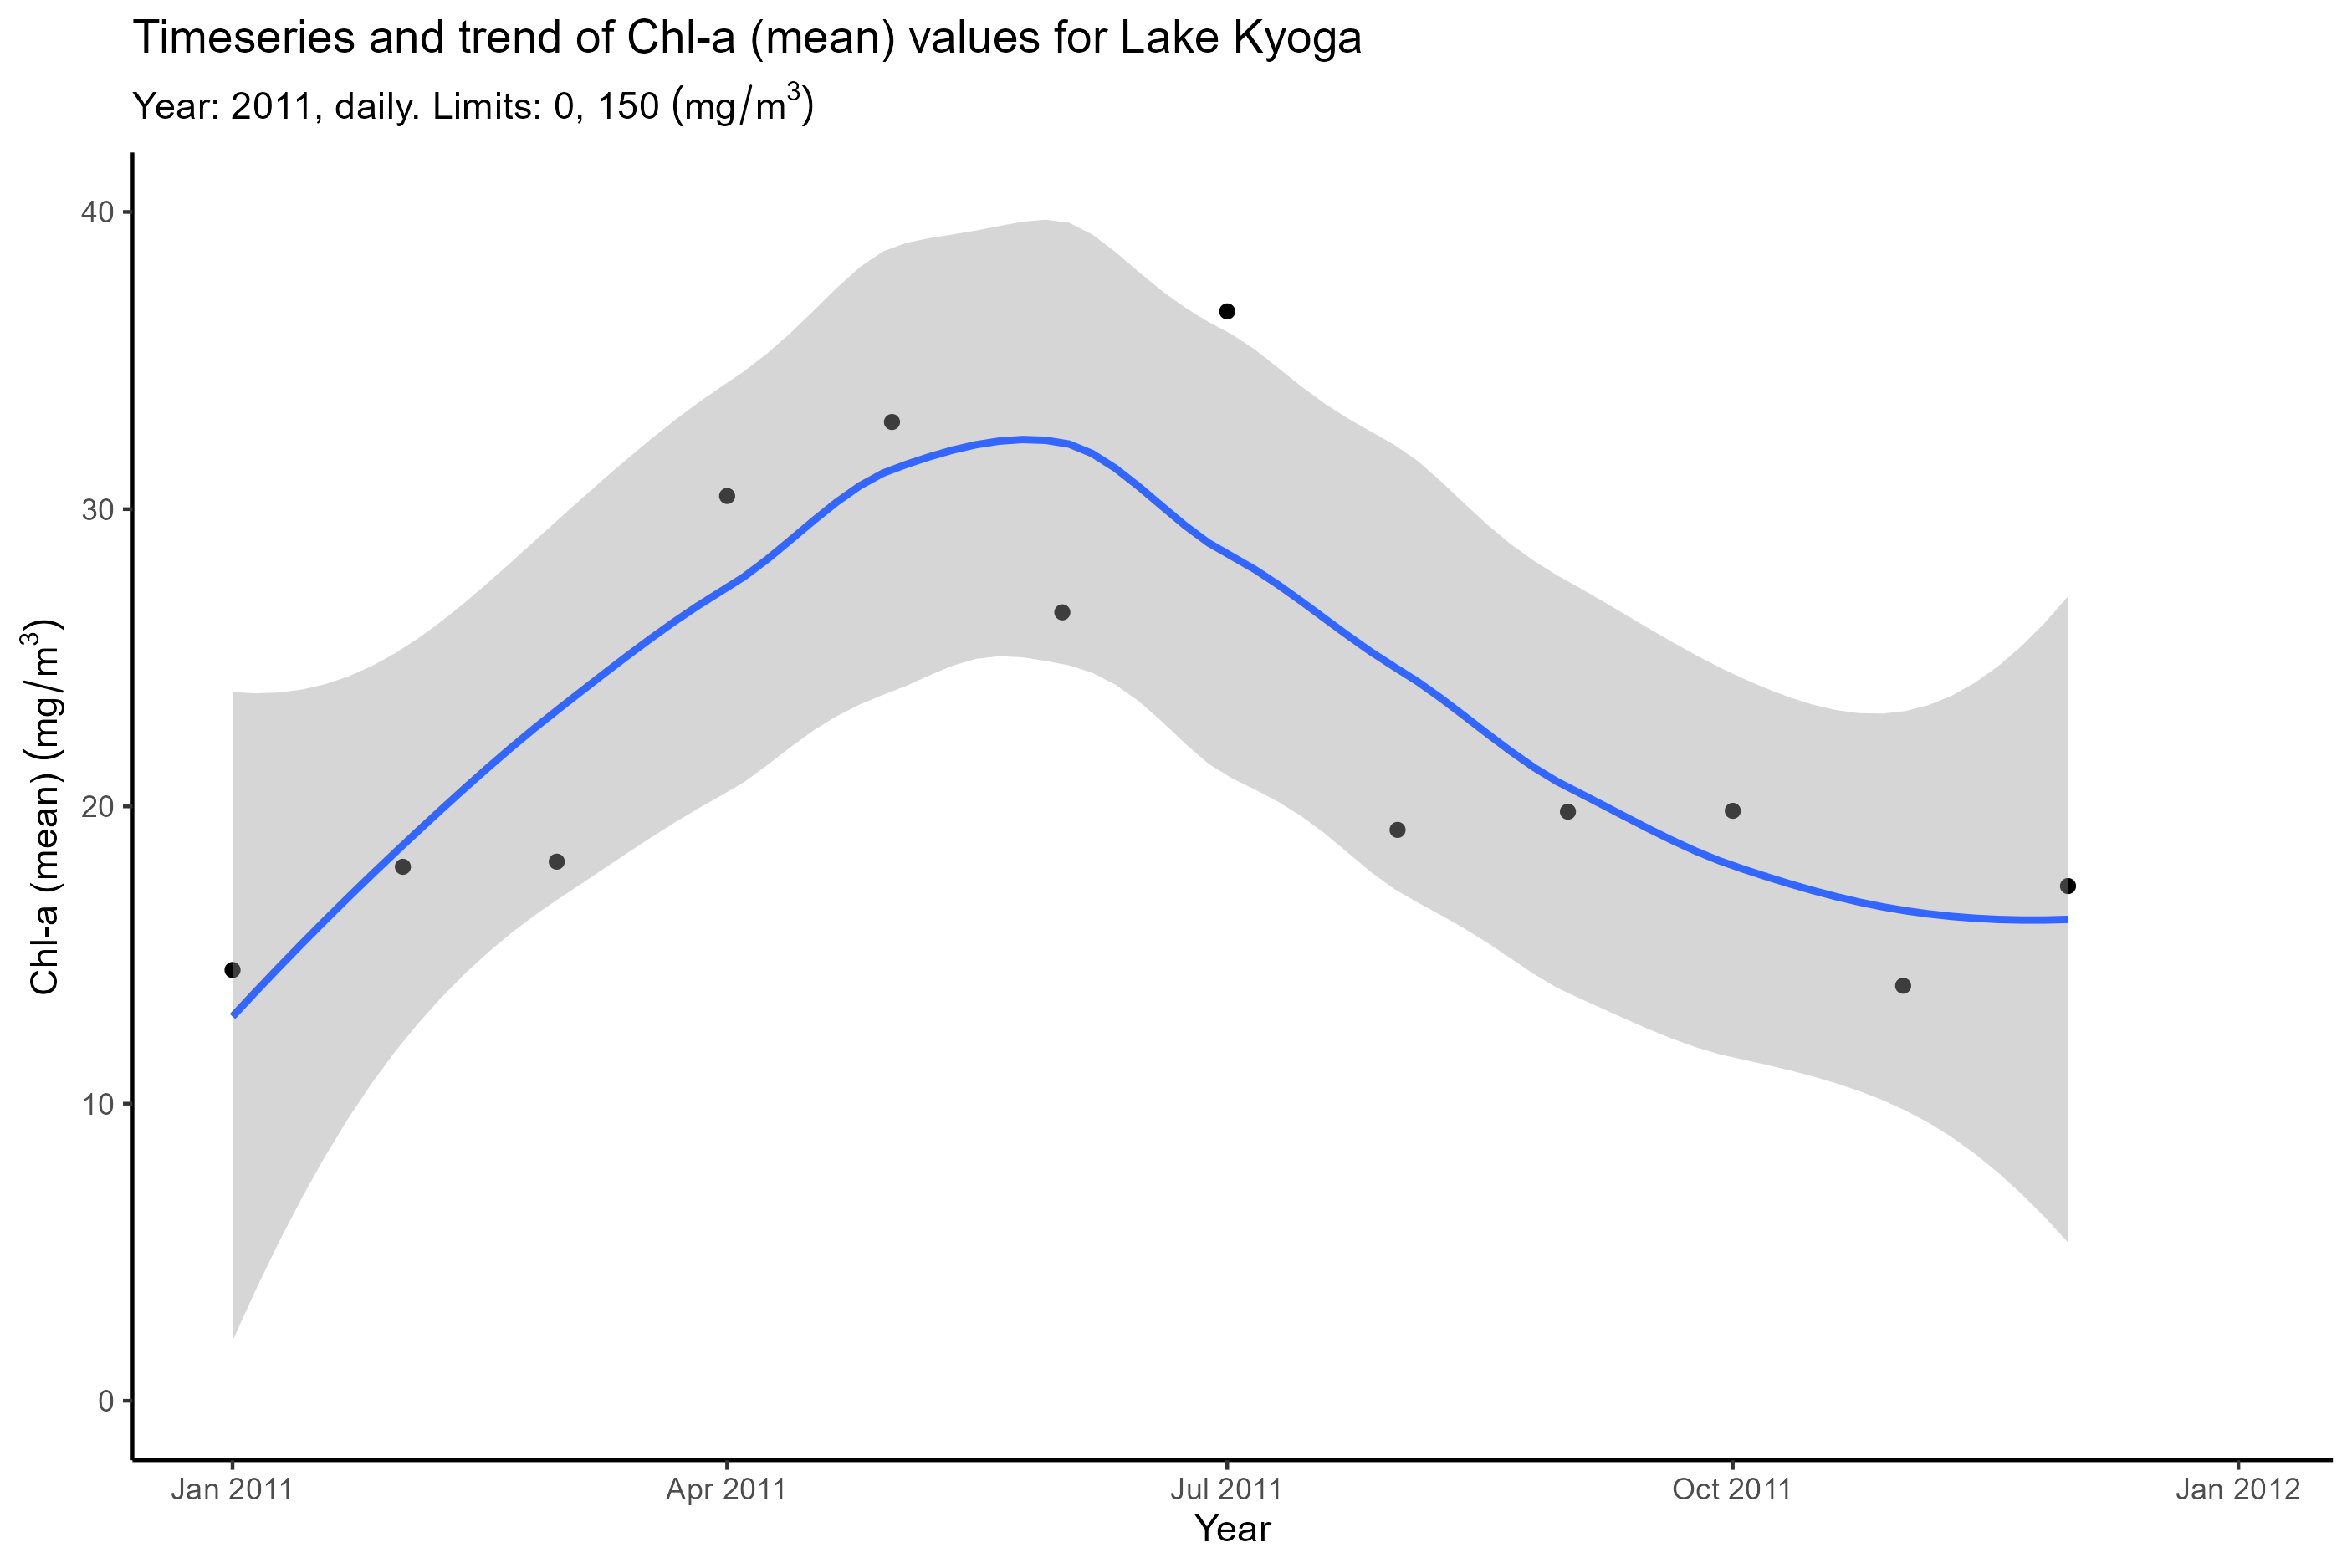 Timeseries and trend of Chl-a (mean) values for Lake Kyoga
Year: 2011, daily. Limits: 0, 150 (mg/m³)
Chl-a (mean) (mg/m³)
40
30
20
10
0
Jan 2011 Apr 2011 Jul 2011 Oct 2011 Jan 2012
Year